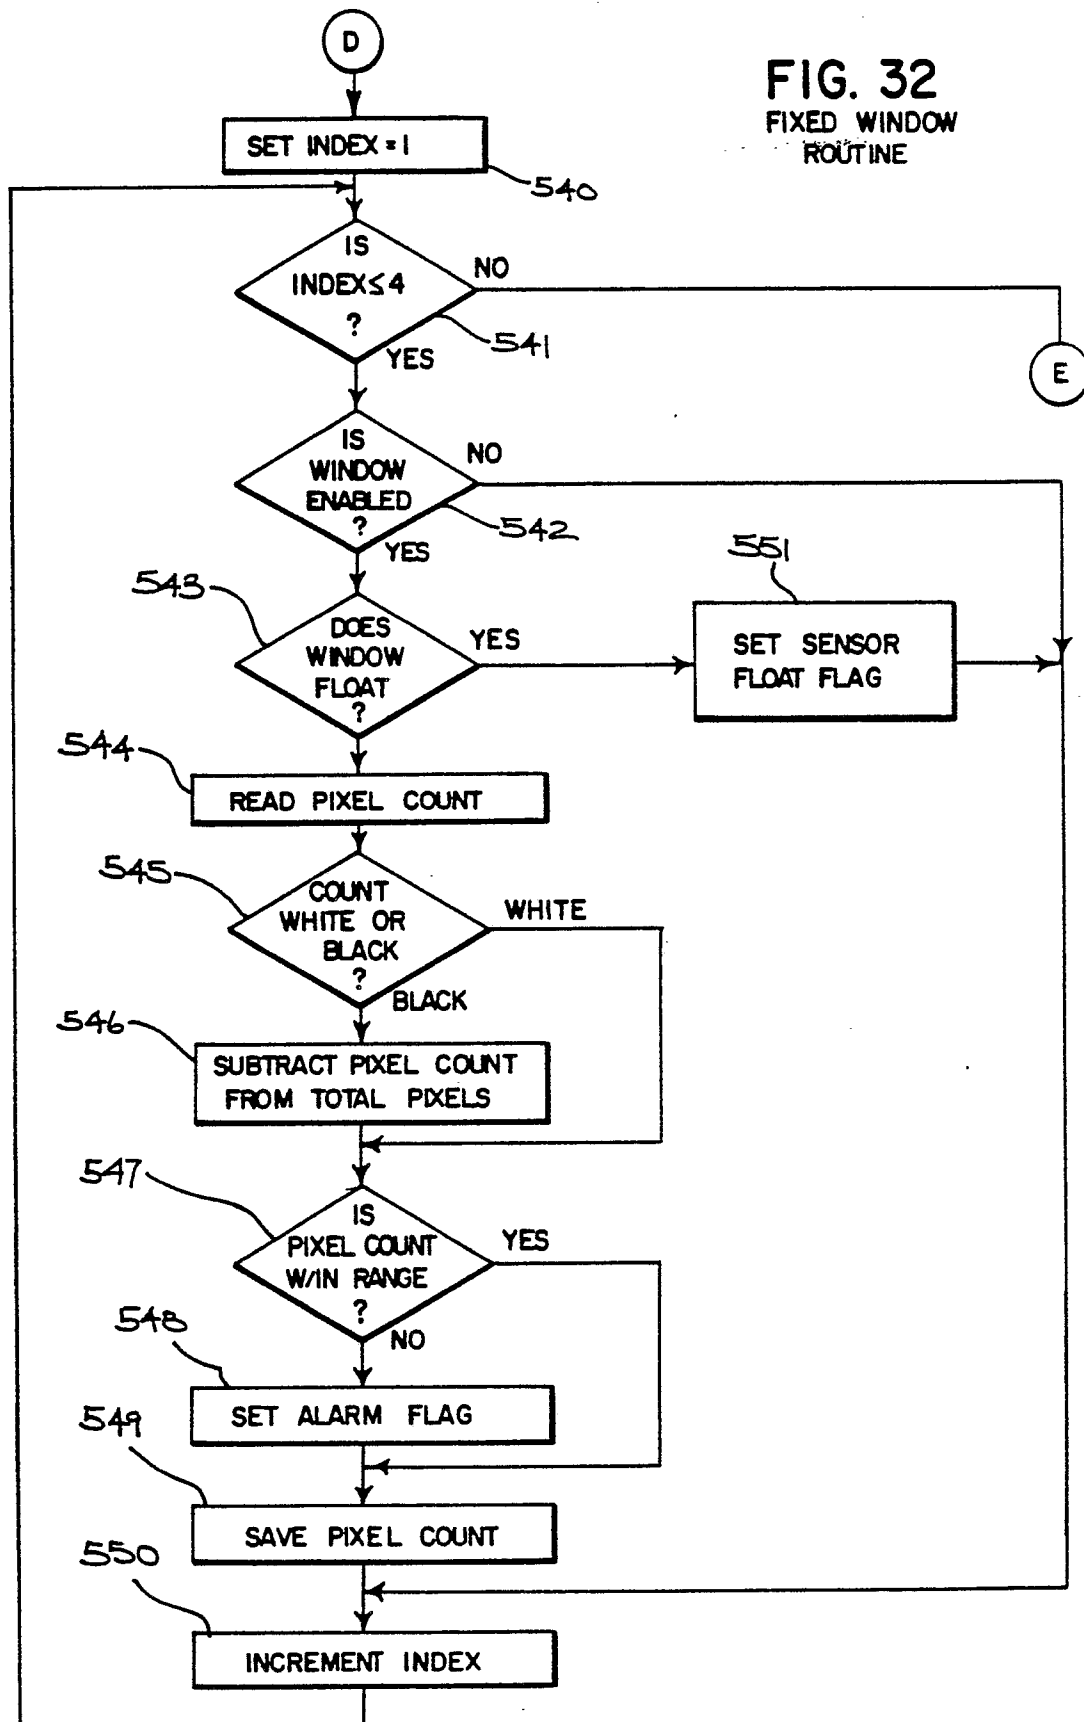 D
FIG. 32
FIXED WINDOW
ROUTINE
SET INDEX = 1
540
IS
INDEX ≤ 4
?
NO
541
YES
E
IS
WINDOW
ENABLED
?
NO
542
YES
543
DOES
WINDOW
FLOAT
?
YES
551
SET SENSOR
FLOAT FLAG
544
READ PIXEL COUNT
545
COUNT
WHITE OR
BLACK
?
WHITE
BLACK
546
SUBTRACT PIXEL COUNT
FROM TOTAL PIXELS
547
IS
PIXEL COUNT
W/IN RANGE
?
YES
NO
548
SET ALARM FLAG
549
SAVE PIXEL COUNT
550
INCREMENT INDEX